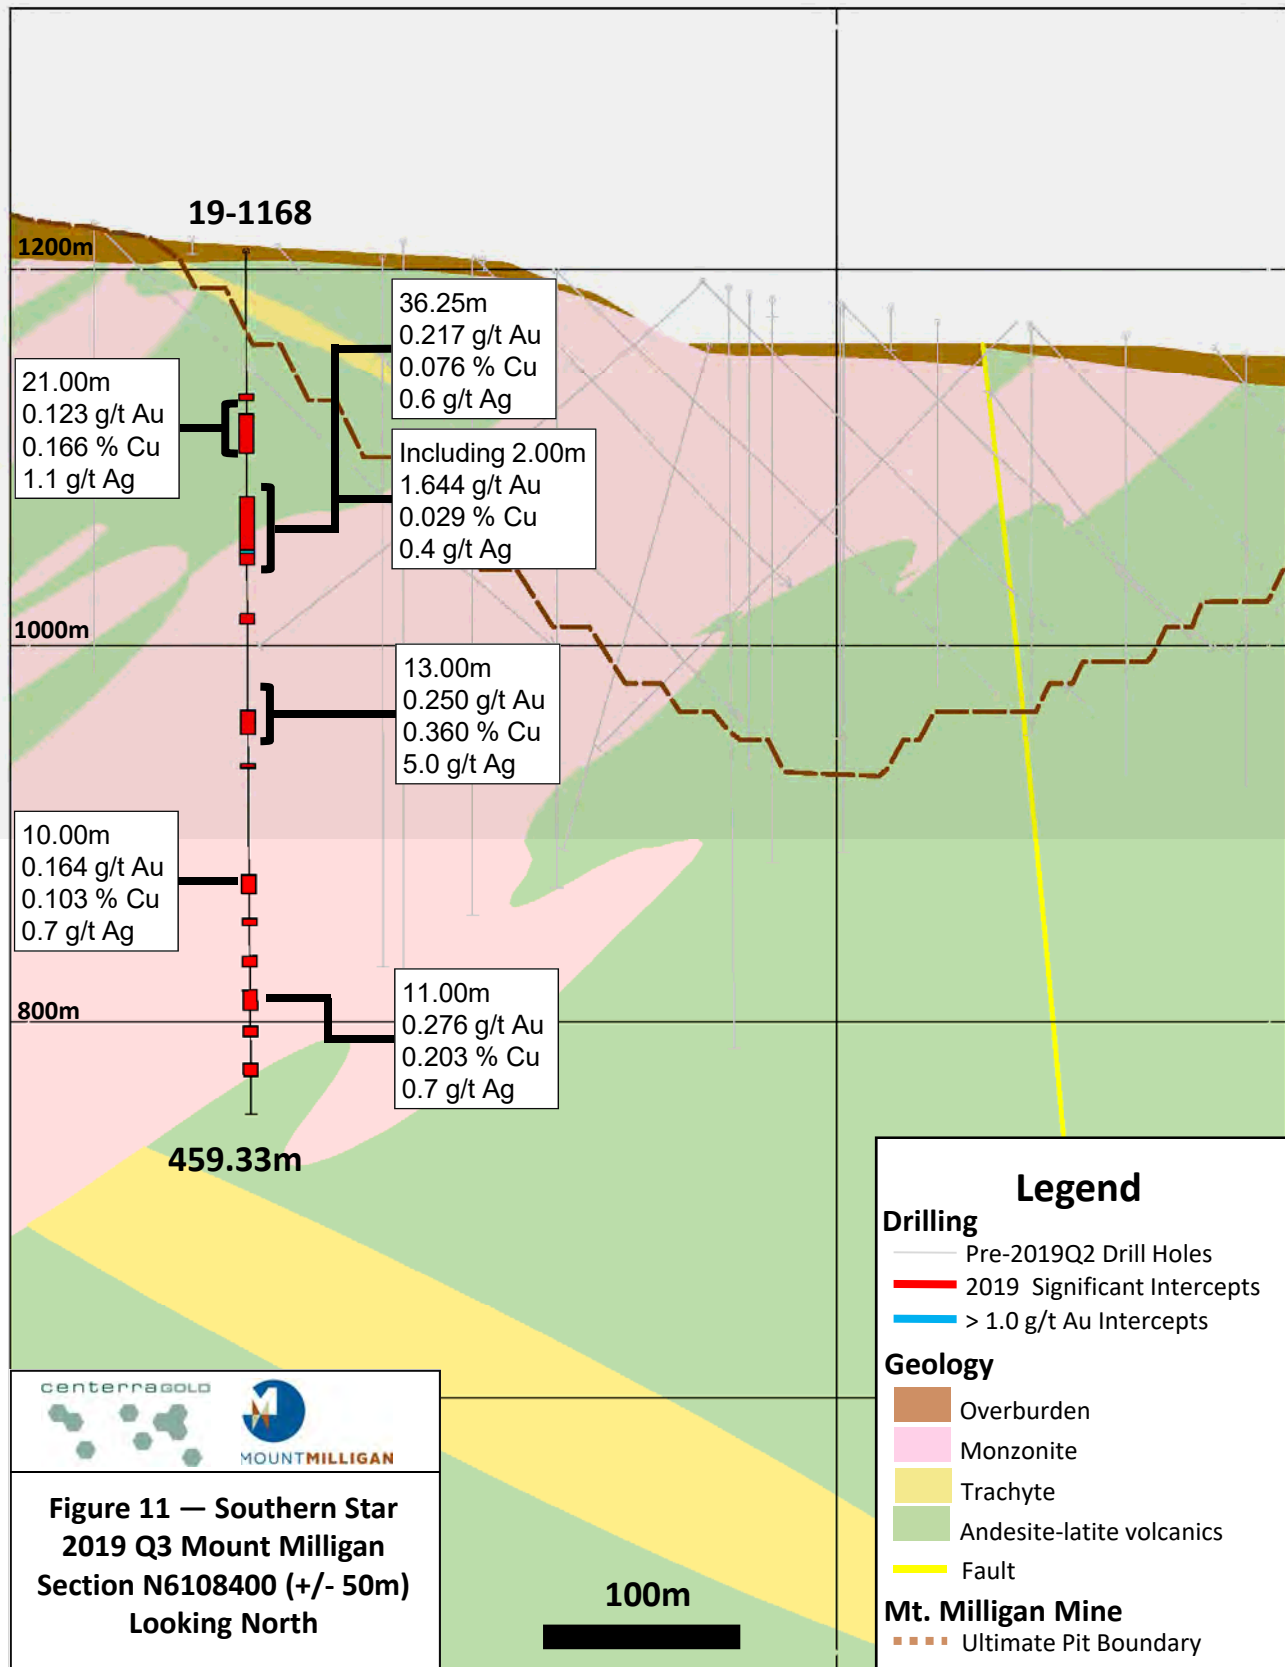 19-1168
1200m
36.25m
0.217 g/t Au
0.076 % Cu
0.6 g/t Ag
21.00m
0.123 g/t Au
0.166 % Cu
1.1 g/t Ag
Including 2.00m
1.644 g/t Au
0.029 % Cu
0.4 g/t Ag
1000m
13.00m
0.250 g/t Au
0.360 % Cu
5.0 g/t Ag
10.00m
0.164 g/t Au
0.103 % Cu
0.7 g/t Ag
800m
11.00m
0.276 g/t Au
0.203 % Cu
0.7 g/t Ag
459.33m
Legend
Drilling
Pre-2019Q2 Drill Holes
2019 Significant Intercepts
> 1.0 g/t Au Intercepts
Geology
Overburden
Monzonite
Trachyte
Andesite-latite volcanics
Fault
Mt. Milligan Mine
Ultimate Pit Boundary
centerraGOLD
MOUNTMILLIGAN
Figure 11 — Southern Star
2019 Q3 Mount Milligan
Section N6108400 (+/- 50m)
Looking North
100m